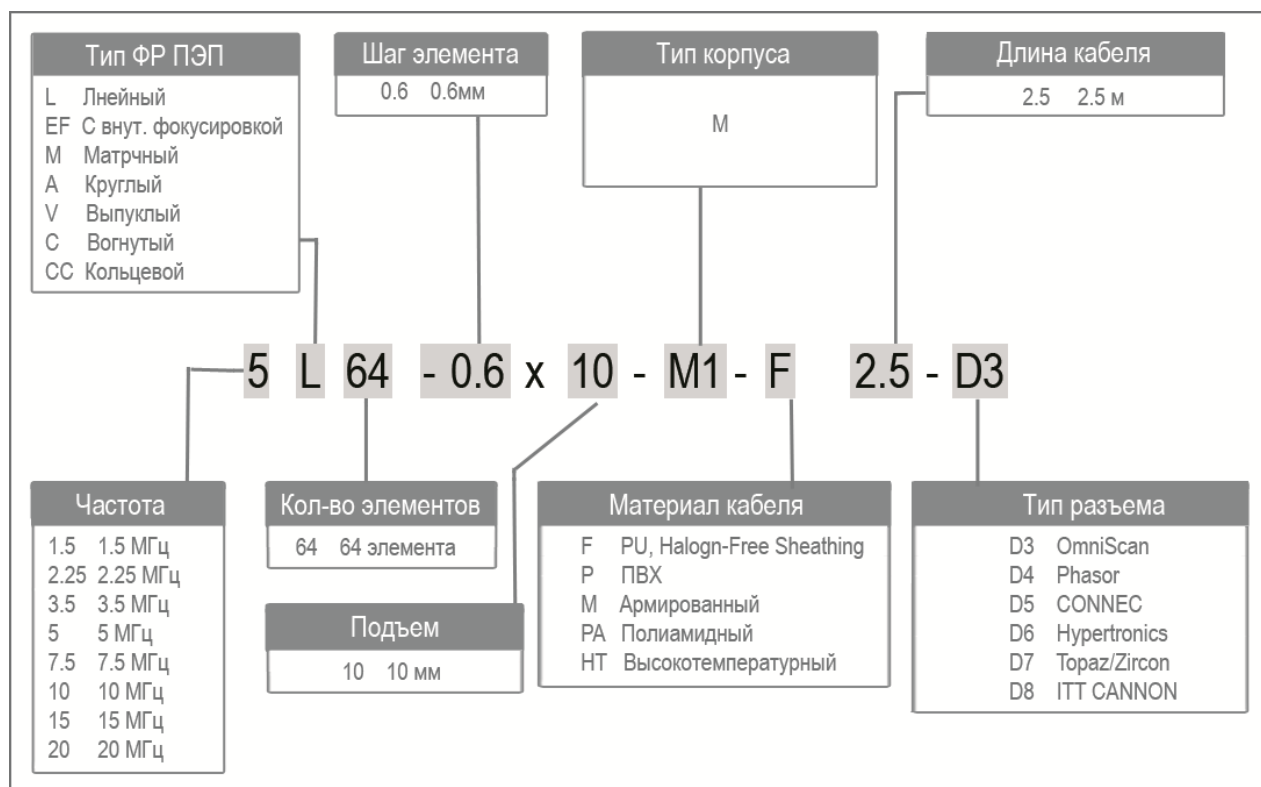 Тип ФР ПЭП
L Лнейный
EF С внут. фокусировкой
M Матрчный
A Круглый
V Выпуклый
C Вогнутый
CC Кольцевой
Шаг элемента
0.6 0.6мм
Тип корпуса
M
Длина кабеля
2.5 2.5 м
5 L 64 - 0.6 x 10 - M1 - F 2.5 - D3
Частота
1.5 1.5 МГц
2.25 2.25 МГц
3.5 3.5 МГц
5 5 МГц
7.5 7.5 МГц
10 10 МГц
15 15 МГц
20 20 МГц
Кол-во элементов
64 64 элемента
Подъем
10 10 мм
Материал кабеля
F PU, Halogn-Free Sheathing
P ПВХ
M Армированный
PA Полиамидный
HT Высокотемпературный
Тип разъема
D3 OmniScan
D4 Phasor
D5 CONNEC
D6 Hypertronics
D7 Topaz/Zircon
D8 ITT CANNON